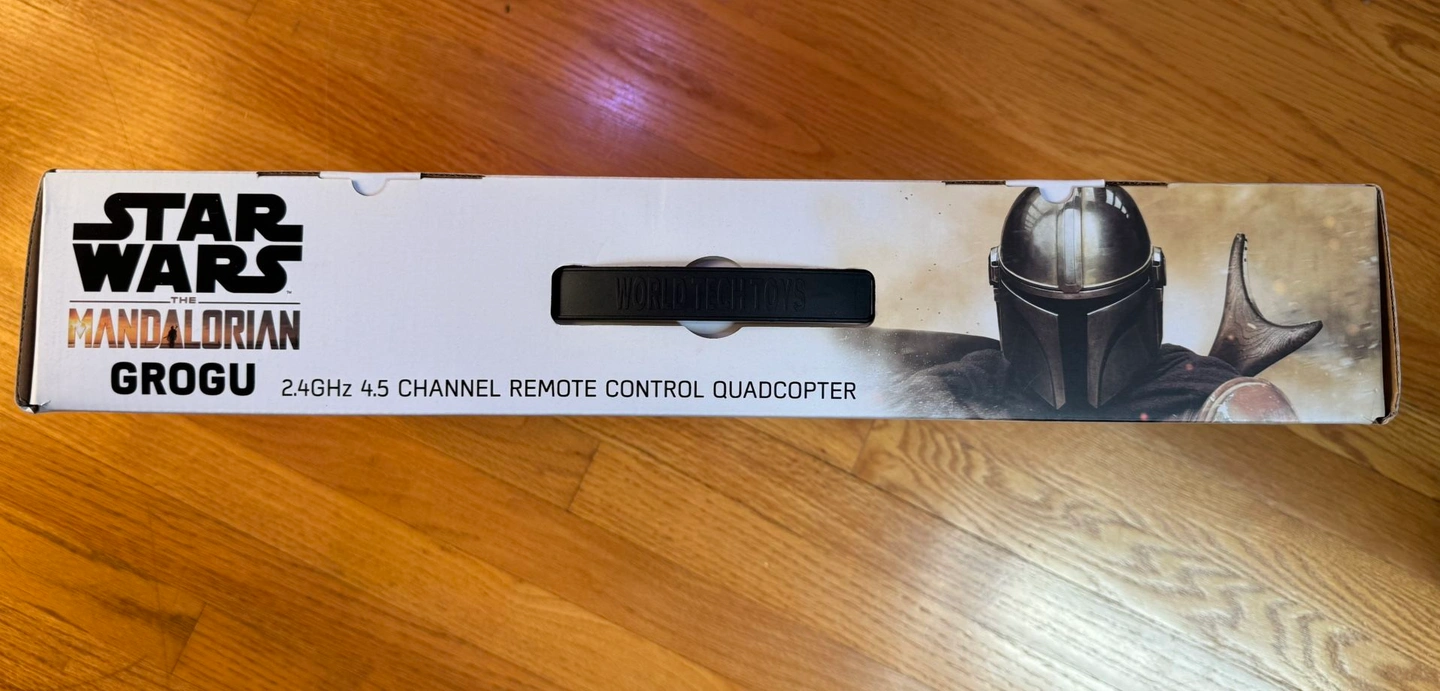 STAR
WARS
THE
MANDALORIAN
GROGU
2.4GHz 4.5 CHANNEL REMOTE CONTROL QUADCOPTER
WORLD TECH TOYS